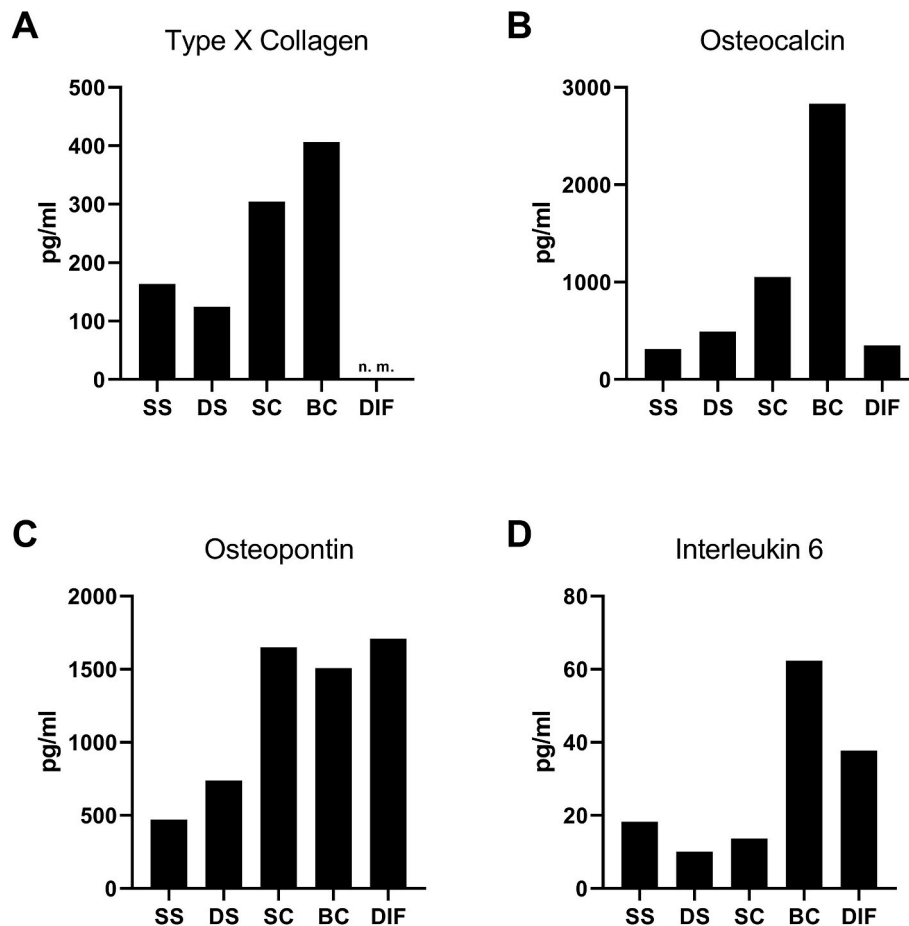 A
Type X Collagen
500
400
300
200
100
0
pg/ml
n. m.
SS DS SC BC DIF
B
Osteocalcin
3000
2000
1000
0
pg/ml
SS DS SC BC DIF
C
Osteopontin
2000
1500
1000
500
0
pg/ml
SS DS SC BC DIF
D
Interleukin 6
80
60
40
20
0
pg/ml
SS DS SC BC DIF